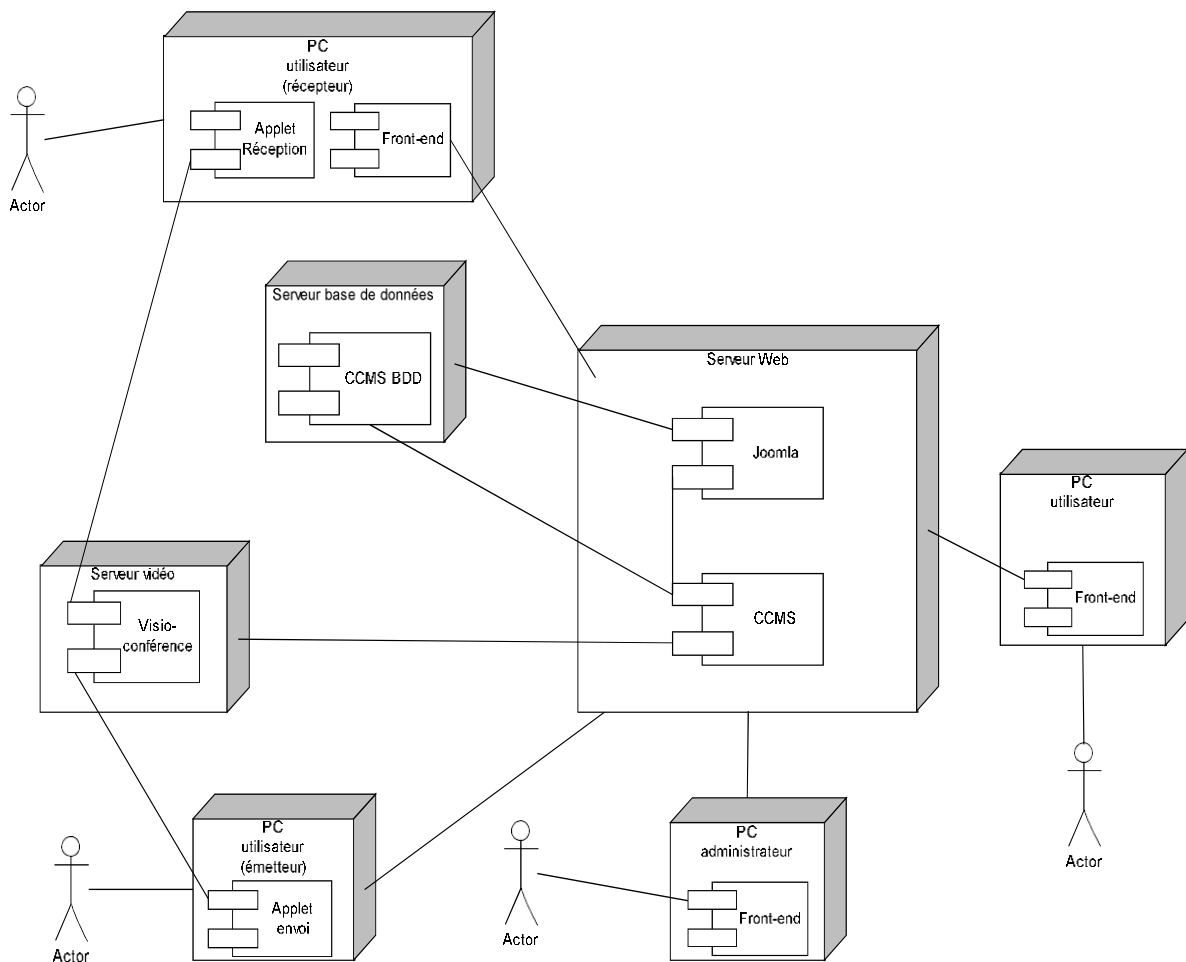 PC
utilisateur
(récepteur)
Applet
Réception
Front-end
Actor
Serveur base de données
CCMS BDD
Serveur Web
Joomla
CCMS
PC
utilisateur
Front-end
Actor
Serveur vidéo
Visio-
conférence
PC
utilisateur
(émetteur)
Applet
envoi
Actor
PC
administrateur
Front-end
Actor